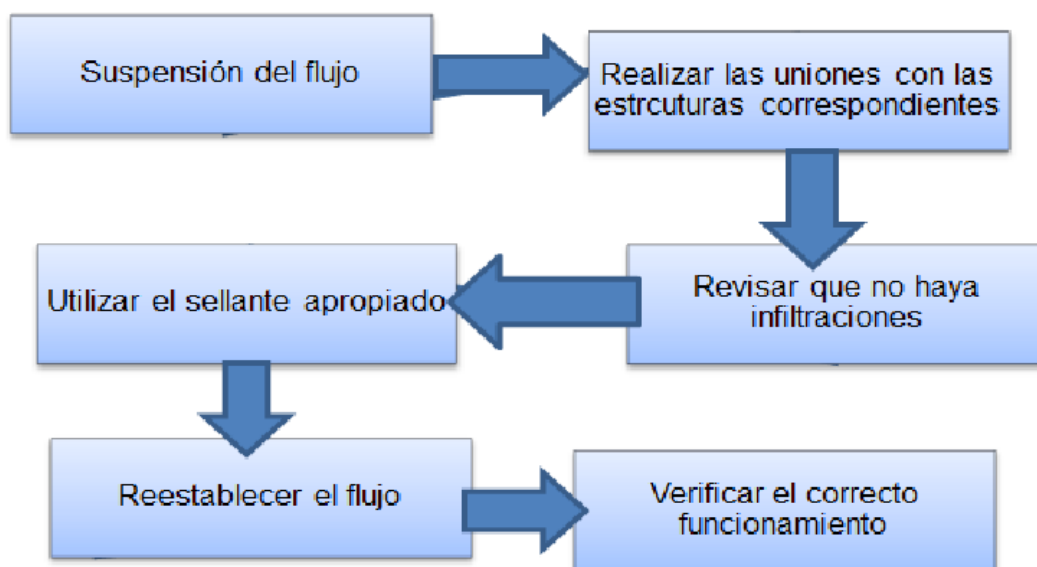 Suspensión del flujo
Realizar las uniones con las
estrcuturas correspondientes
Revisar que no haya
infiltraciones
Utilizar el sellante apropiado
Reestablecer el flujo
Verificar el correcto
funcionamiento